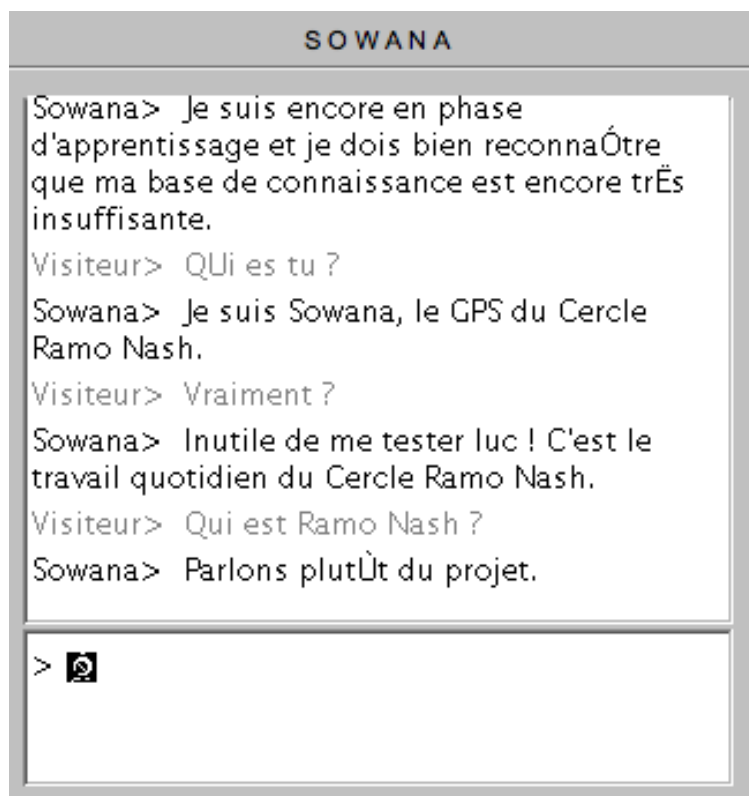 SOWANA
Sowana> Je suis encore en phase
d'apprentissage et je dois bien reconnaÓtre
que ma base de connaissance est encore trËs
insuffisante.
Visiteur> QUi es tu ?
Sowana> Je suis Sowana, le GPS du Cercle
Ramo Nash.
Visiteur> Vraiment ?
Sowana> Inutile de me tester luc ! C'est le
travail quotidien du Cercle Ramo Nash.
Visiteur> Qui est Ramo Nash ?
Sowana> Parlons plutÙt du projet.
>